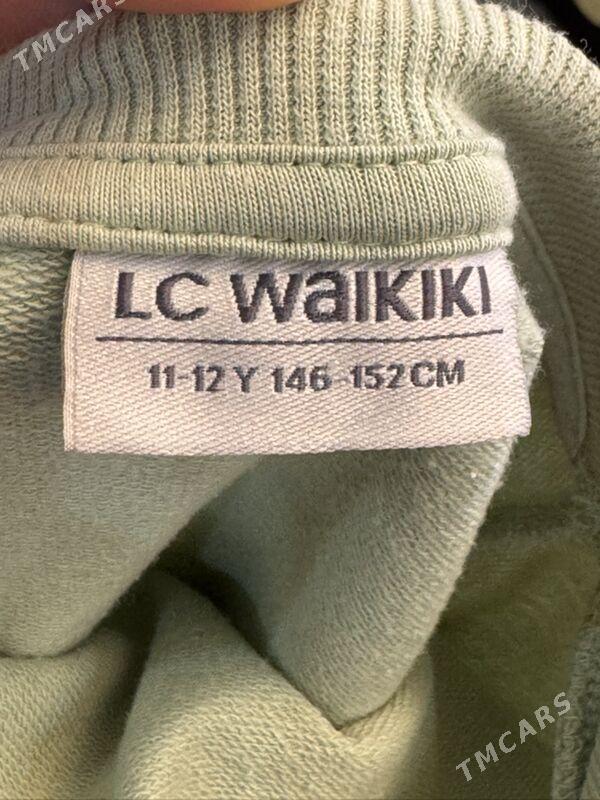 TMCARS
LC WAIKIKI
11-12 Y 146-152 CM
TMCARS